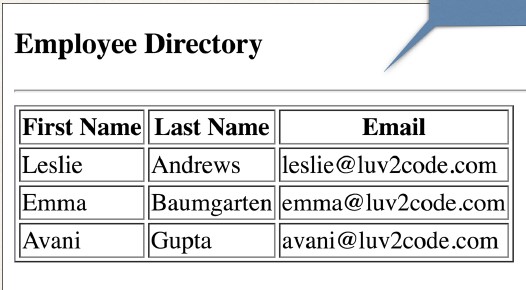 Employee Directory
First Name Last Name Email
Leslie Andrews leslie@luv2code.com
Emma Baumgarten emma@luv2code.com
Avani Gupta avani@luv2code.com